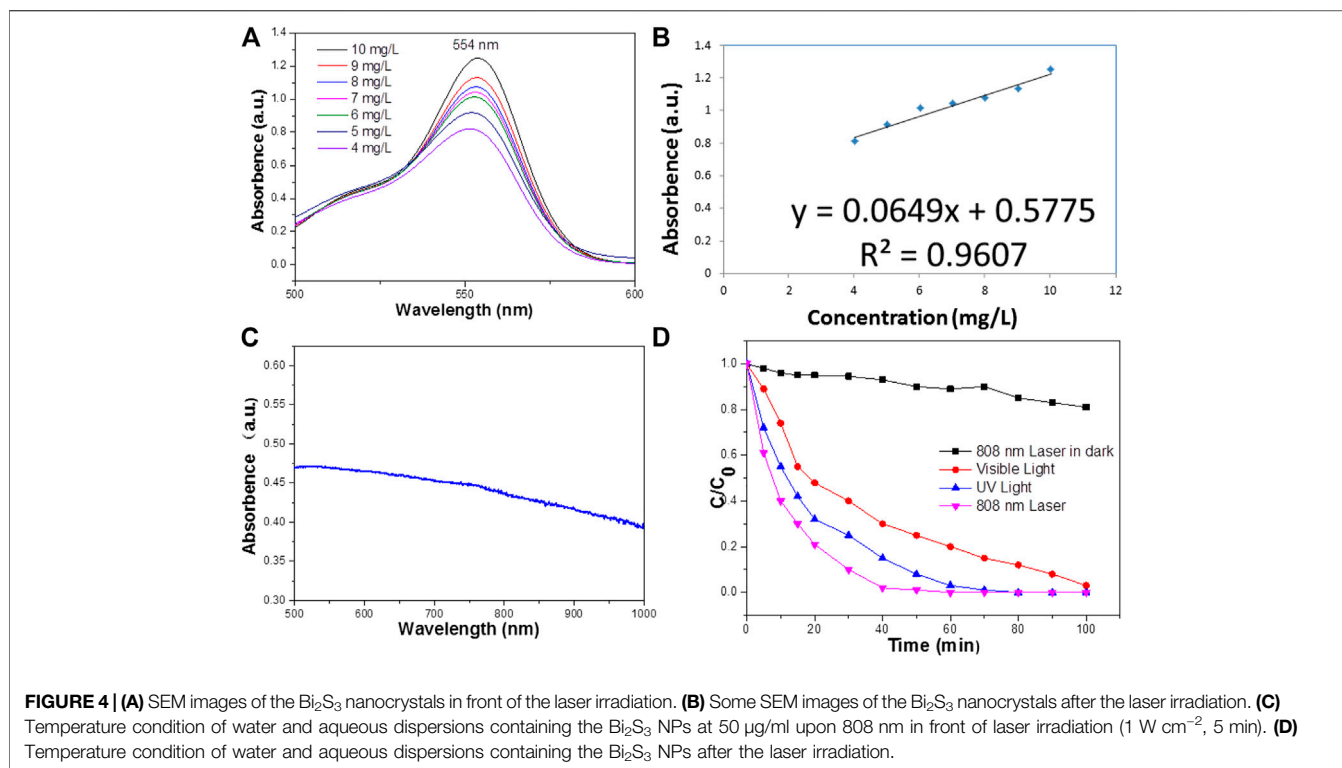 A
554 nm
10 mg/L
9 mg/L
8 mg/L
7 mg/L
6 mg/L
5 mg/L
4 mg/L
Absorbence (a.u.)
1.4
1.2
1.0
0.8
0.6
0.4
0.2
0.0
500
550
600
Wavelength (nm)
B
Absorbence (a.u.)
1.4
1.2
1
0.8
0.6
0.4
0.2
0
y = 0.0649x + 0.5775
R² = 0.9607
0
2
4
6
8
10
12
Concentration (mg/L)
C
Absorbence (a.u.)
0.60
0.55
0.50
0.45
0.40
0.35
0.30
500
600
700
800
900
1000
Wavelength (nm)
D
C/C₀
1.0
0.8
0.6
0.4
0.2
0.0
808 nm Laser in dark
Visible Light
UV Light
808 nm Laser
0
20
40
60
80
100
Time (min)
FIGURE 4 | (A) SEM images of the Bi₂S₃ nanocrystals in front of the laser irradiation. (B) Some SEM images of the Bi₂S₃ nanocrystals after the laser irradiation. (C)
Temperature condition of water and aqueous dispersions containing the Bi₂S₃ NPs at 50 µg/ml upon 808 nm in front of laser irradiation (1 W cm⁻², 5 min). (D)
Temperature condition of water and aqueous dispersions containing the Bi₂S₃ NPs after the laser irradiation.